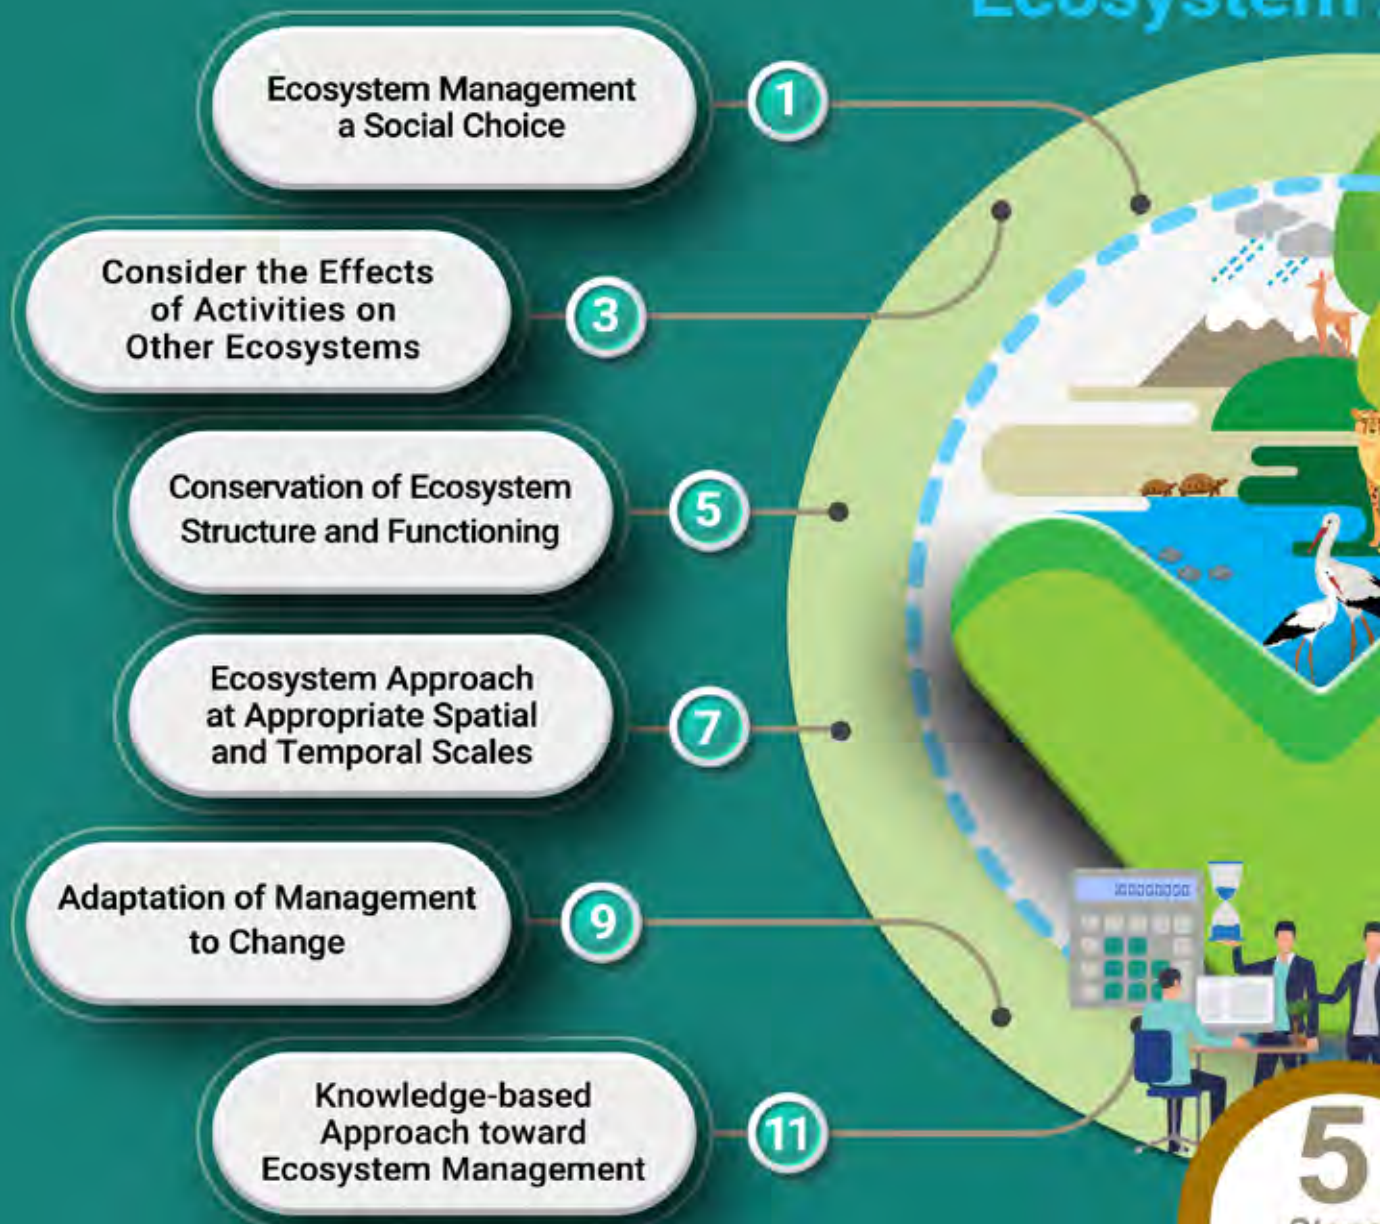 Ecosystem
Ecosystem Management
a Social Choice
1
Consider the Effects
of Activities on
Other Ecosystems
3
Conservation of Ecosystem
Structure and Functioning
5
Ecosystem Approach
at Appropriate Spatial
and Temporal Scales
7
Adaptation of Management
to Change
9
Knowledge-based
Approach toward
Ecosystem Management
11
5